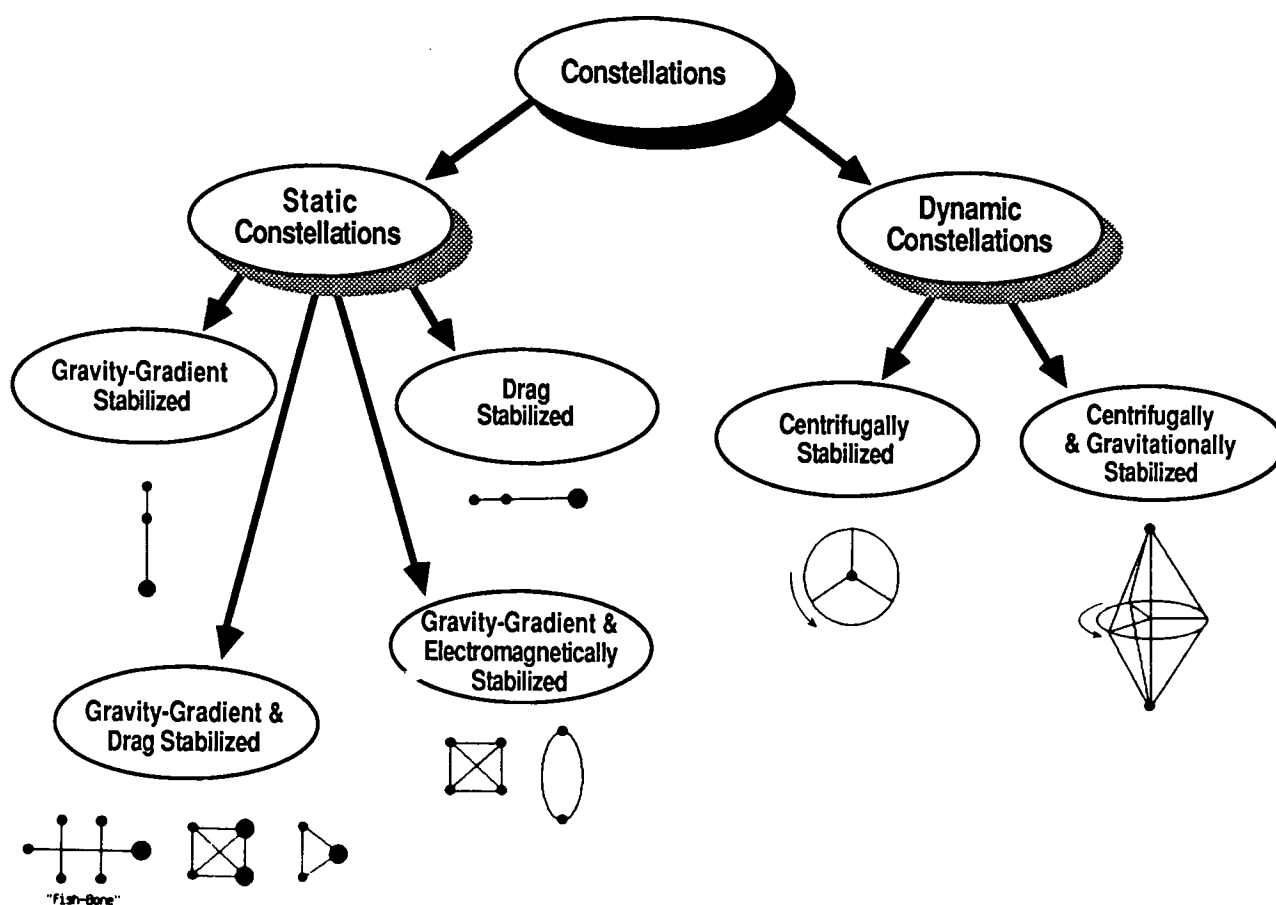 Constellations
Static
Constellations
Dynamic
Constellations
Gravity-Gradient
Stabilized
Drag
Stabilized
Centrifugally
Stabilized
Centrifugally
& Gravitationally
Stabilized
Gravity-Gradient &
Electromagnetically
Stabilized
Gravity-Gradient &
Drag Stabilized
"Fish-Bone"